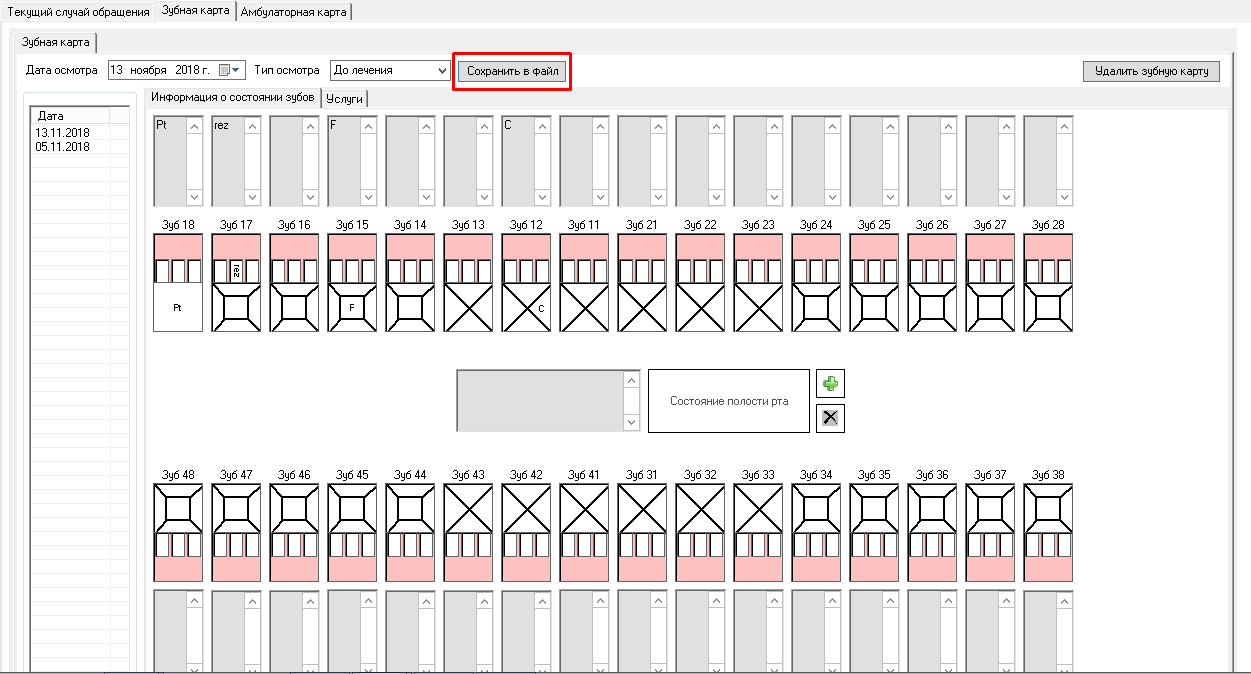 Текущий случай обращения Зубная карта Амбулаторная карта
Зубная карта
Дата осмотра 13 ноября 2018 г. Тип осмотра До лечения Сохранить в файл Удалить зубную карту
Информация о состоянии зубов Услуги
Дата
13.11.2018
05.11.2018
Pt rez F C
Зуб 18 Зуб 17 Зуб 16 Зуб 15 Зуб 14 Зуб 13 Зуб 12 Зуб 11 Зуб 21 Зуб 22 Зуб 23 Зуб 24 Зуб 25 Зуб 26 Зуб 27 Зуб 28
rez
Pt F C
Состояние полости рта
Зуб 48 Зуб 47 Зуб 46 Зуб 45 Зуб 44 Зуб 43 Зуб 42 Зуб 41 Зуб 31 Зуб 32 Зуб 33 Зуб 34 Зуб 35 Зуб 36 Зуб 37 Зуб 38